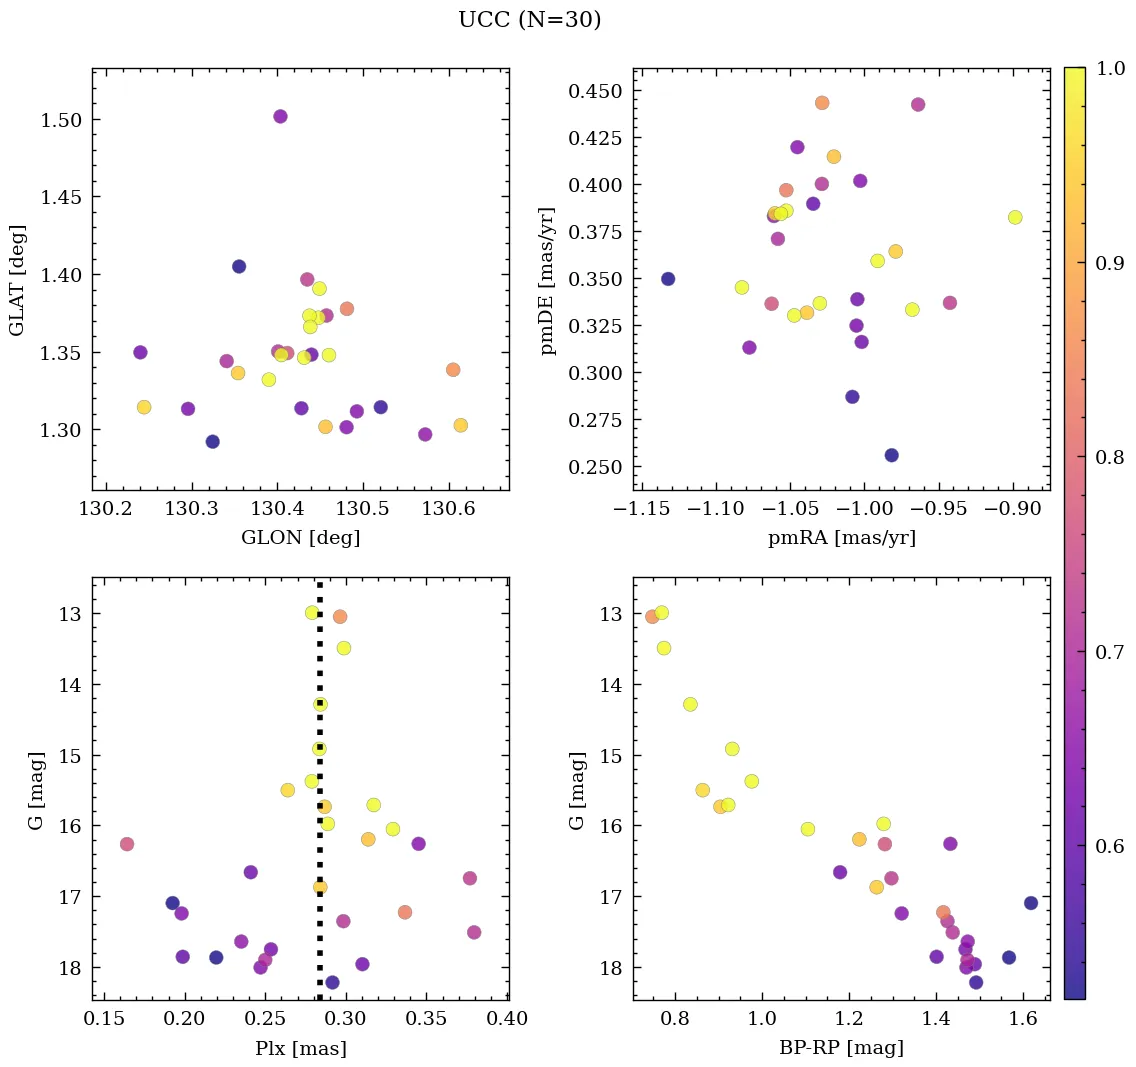 UCC (N=30)
1.50
1.45
1.40
1.35
1.30
GLAT [deg]
130.2 130.3 130.4 130.5 130.6
GLON [deg]
0.450
0.425
0.400
0.375
0.350
0.325
0.300
0.275
0.250
pmDE [mas/yr]
−1.15 −1.10 −1.05 −1.00 −0.95 −0.90
pmRA [mas/yr]
13
14
15
16
17
18
G [mag]
0.15 0.20 0.25 0.30 0.35 0.40
Plx [mas]
13
14
15
16
17
18
G [mag]
0.8 1.0 1.2 1.4 1.6
BP-RP [mag]
1.0
0.9
0.8
0.7
0.6